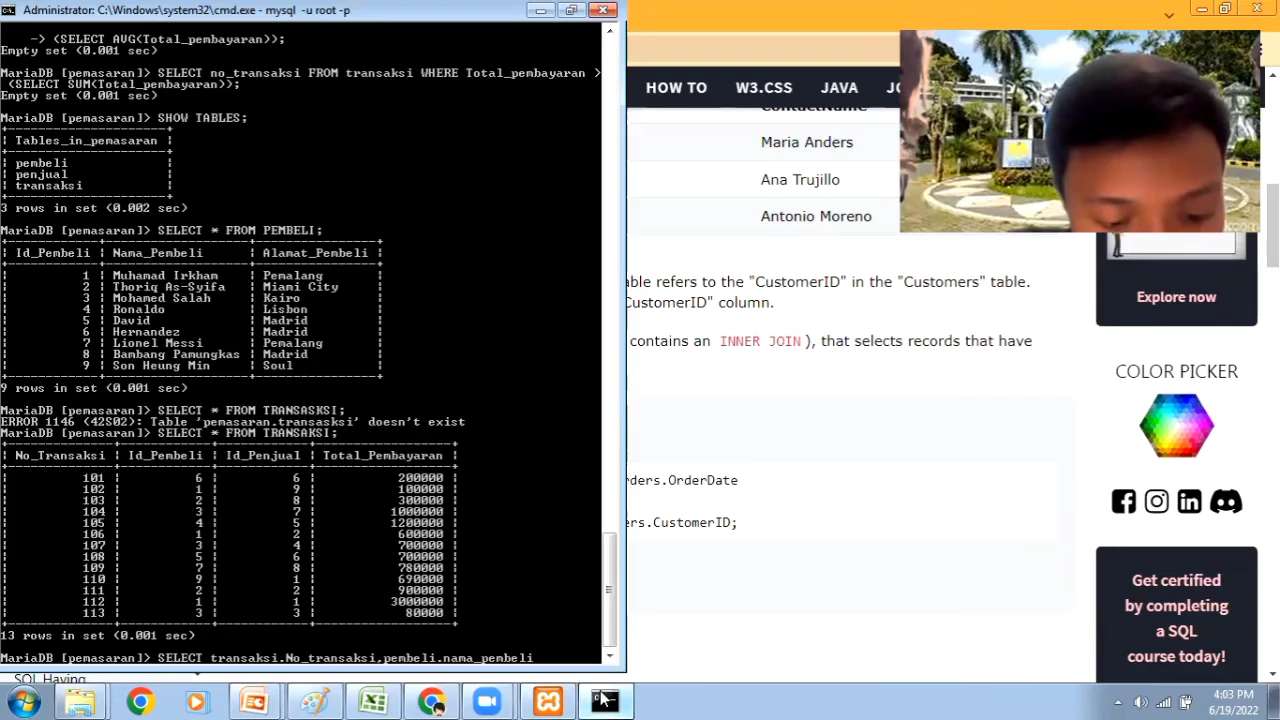 Administrator: C:\Windows\system32\cmd.exe - mysql -u root -p
-> (SELECT AVG(Total_pembayaran));
Empty set (0.001 sec)
MariaDB [pemasaran]> SELECT no_transaksi FROM transaksi WHERE Total_pembayaran >
(SELECT SUM(Total_pembayaran));
Empty set (0.001 sec)
MariaDB [pemasaran]> SHOW TABLES;
Tables_in_pemasaran
pembeli
penjual
transaksi
3 rows in set (0.002 sec)
MariaDB [pemasaran]> SELECT * FROM PEMBELI;
Id_Pembeli | Nama_Pembeli | Alamat_Pembeli
1 | Muhamad Irkham | Pemalang
2 | Thoriq As-Syifa | Miami City
3 | Mohamed Salah | Kairo
4 | Ronaldo | Lisbon
5 | David | Madrid
6 | Hernandez | Madrid
7 | Lionel Messi | Pemalang
8 | Bambang Pamungkas | Madrid
9 | Son Heung Min | Soul
9 rows in set (0.001 sec)
MariaDB [pemasaran]> SELECT * FROM TRANSASKSI;
ERROR 1146 (42S02): Table 'pemasaran.transasksi' doesn't exist
MariaDB [pemasaran]> SELECT * FROM TRANSAKSI;
No_Transaksi | Id_Pembeli | Id_Penjual | Total_Pembayaran
101 | 6 | 6 | 200000
102 | 1 | 9 | 100000
103 | 2 | 8 | 300000
104 | 3 | 7 | 1000000
105 | 4 | 5 | 1200000
106 | 1 | 2 | 600000
107 | 3 | 4 | 700000
108 | 5 | 6 | 700000
109 | 7 | 8 | 780000
110 | 9 | 1 | 690000
111 | 2 | 2 | 900000
112 | 1 | 1 | 3000000
113 | 3 | 3 | 80000
13 rows in set (0.001 sec)
MariaDB [pemasaran]> SELECT transaksi.No_transaksi,pembeli.nama_pembeli
SQL Having
HOW TO W3.CSS JAVA
ContactName
Maria Anders
Ana Trujillo
Antonio Moreno
able refers to the "CustomerID" in the "Customers" table.
CustomerID" column.
contains an INNER JOIN), that selects records that have
rders.OrderDate
ers.CustomerID;
Explore now
COLOR PICKER
Get certified
by completing
a SQL
course today!
4:03 PM
6/19/2022